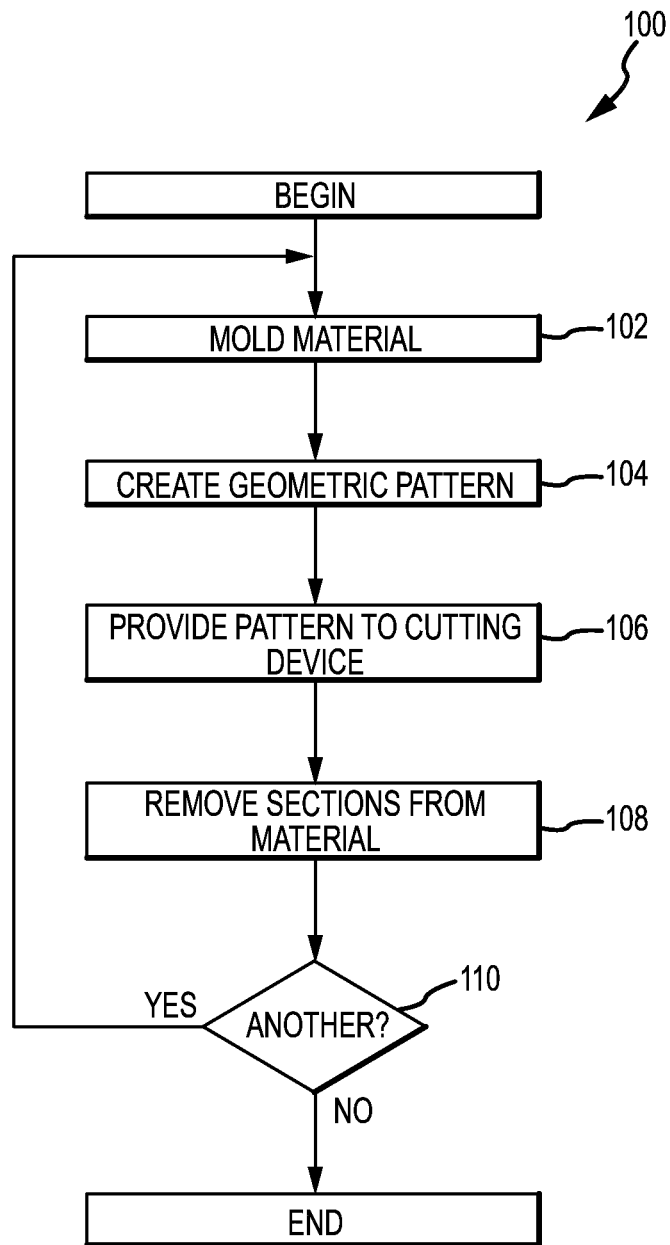 100
BEGIN
MOLD MATERIAL
102
CREATE GEOMETRIC PATTERN
104
PROVIDE PATTERN TO CUTTING
DEVICE
106
REMOVE SECTIONS FROM
MATERIAL
108
YES
ANOTHER?
110
NO
END